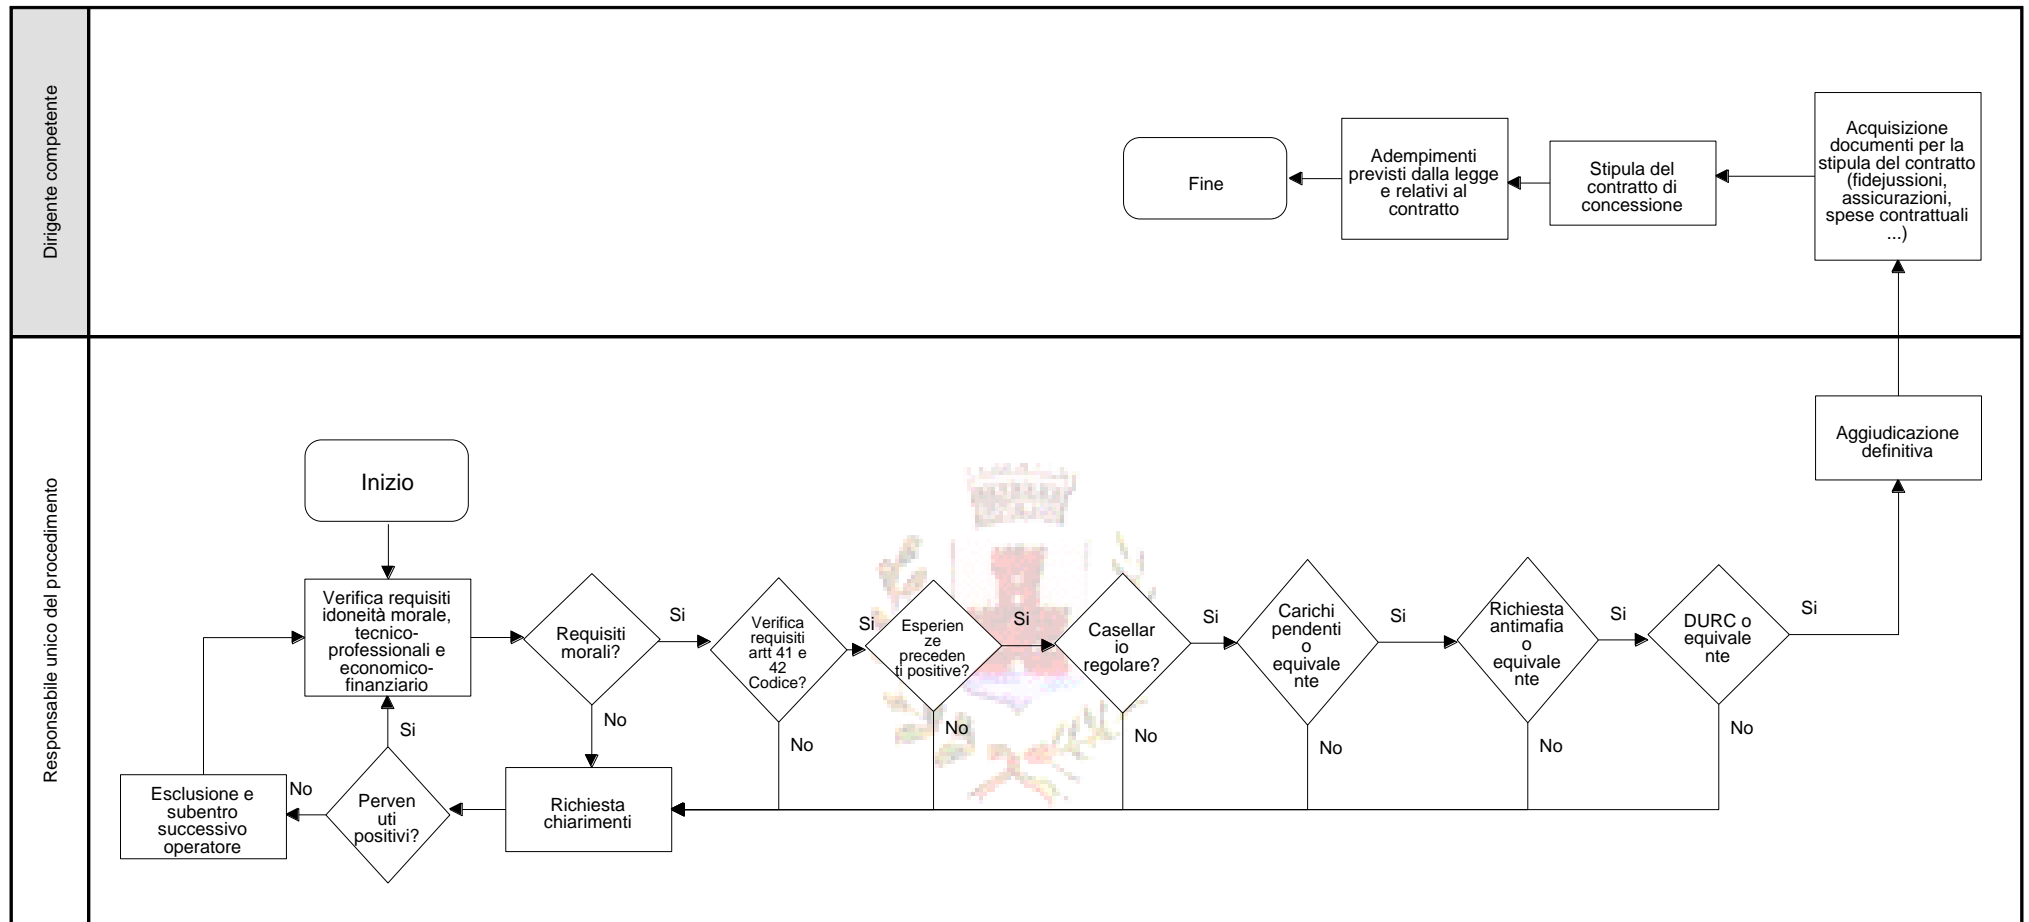 Dirigente competente
Fine
Adempimenti
previsti dalla legge
e relativi al
contratto
Stipula del
contratto di
concessione
Acquisizione
documenti per la
stipula del contratto
(fidejussioni,
assicurazioni,
spese contrattuali
...)
Responsabile unico del procedimento
Inizio
Verifica requisiti
idoneità morale,
tecnico-
professionali e
economico-
finanziario
Requisiti
morali?
Si
No
Verifica
requisiti
artt 41 e
42
Codice?
Si
No
Esperien
ze
preceden
ti positive?
Si
No
Casellar
io
regolare?
Si
No
Carichi
pendenti
o
equivale
nte
Si
No
Richiesta
antimafia
o
equivale
nte
Si
No
DURC o
equivale
nte
Si
No
Aggiudicazione
definitiva
Richiesta
chiarimenti
Perven
uti
positivi?
Si
No
Esclusione e
subentro
successivo
operatore